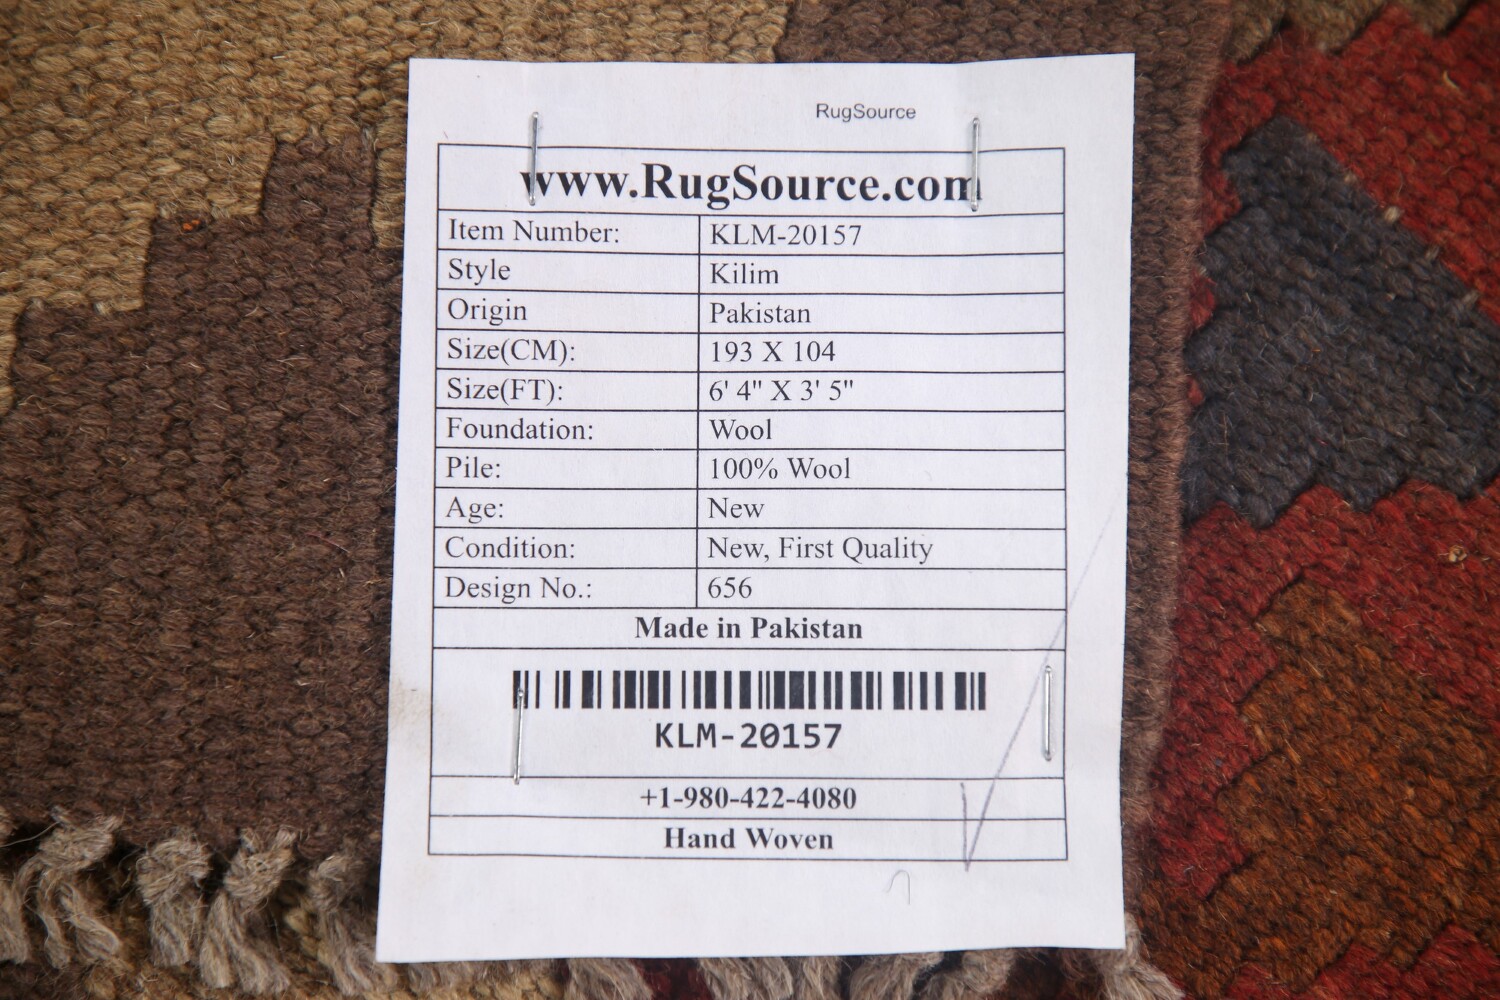 RugSource
www.RugSource.com
Item Number: KLM-20157
Style Kilim
Origin Pakistan
Size(CM): 193 X 104
Size(FT): 6' 4" X 3' 5"
Foundation: Wool
Pile: 100% Wool
Age: New
Condition: New, First Quality
Design No.: 656
Made in Pakistan
KLM-20157
+1-980-422-4080
Hand Woven